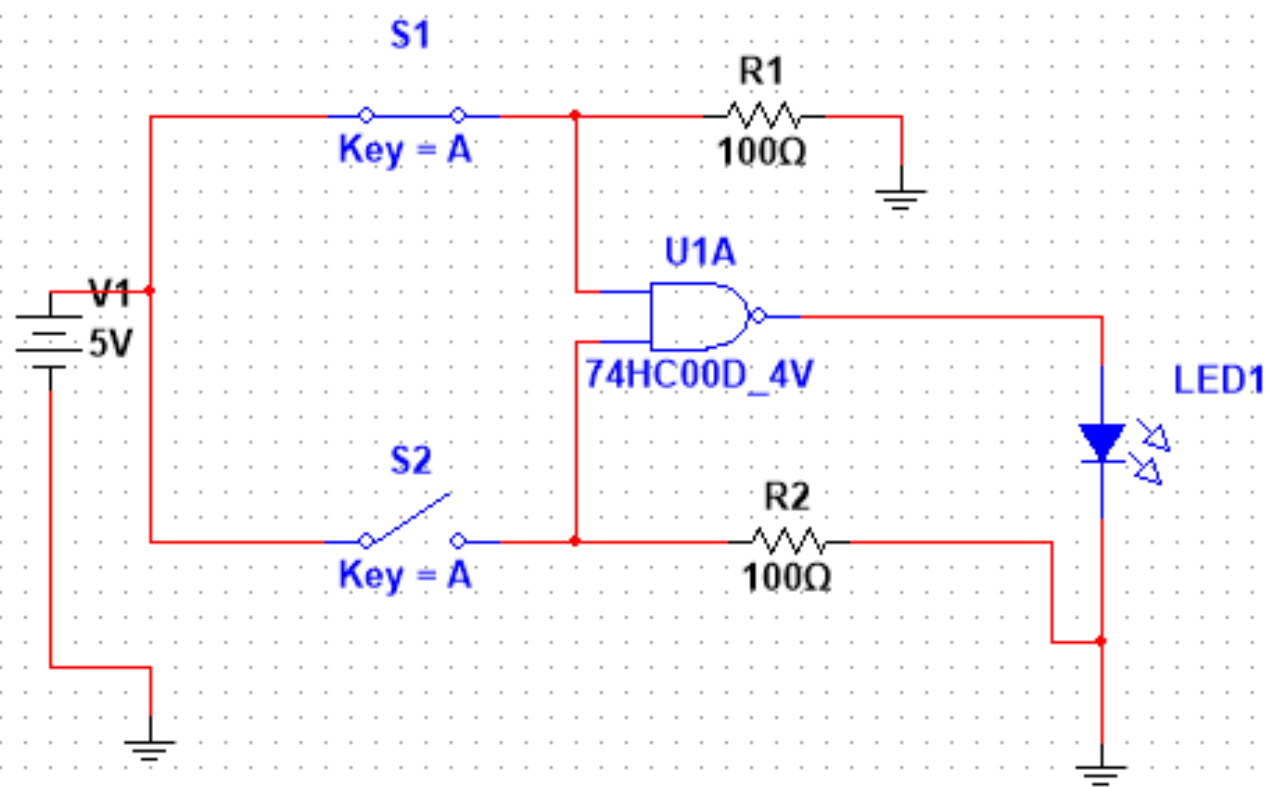 S1
Key = A
R1
100Ω
V1
5V
U1A
74HC00D_4V
LED1
S2
Key = A
R2
100Ω